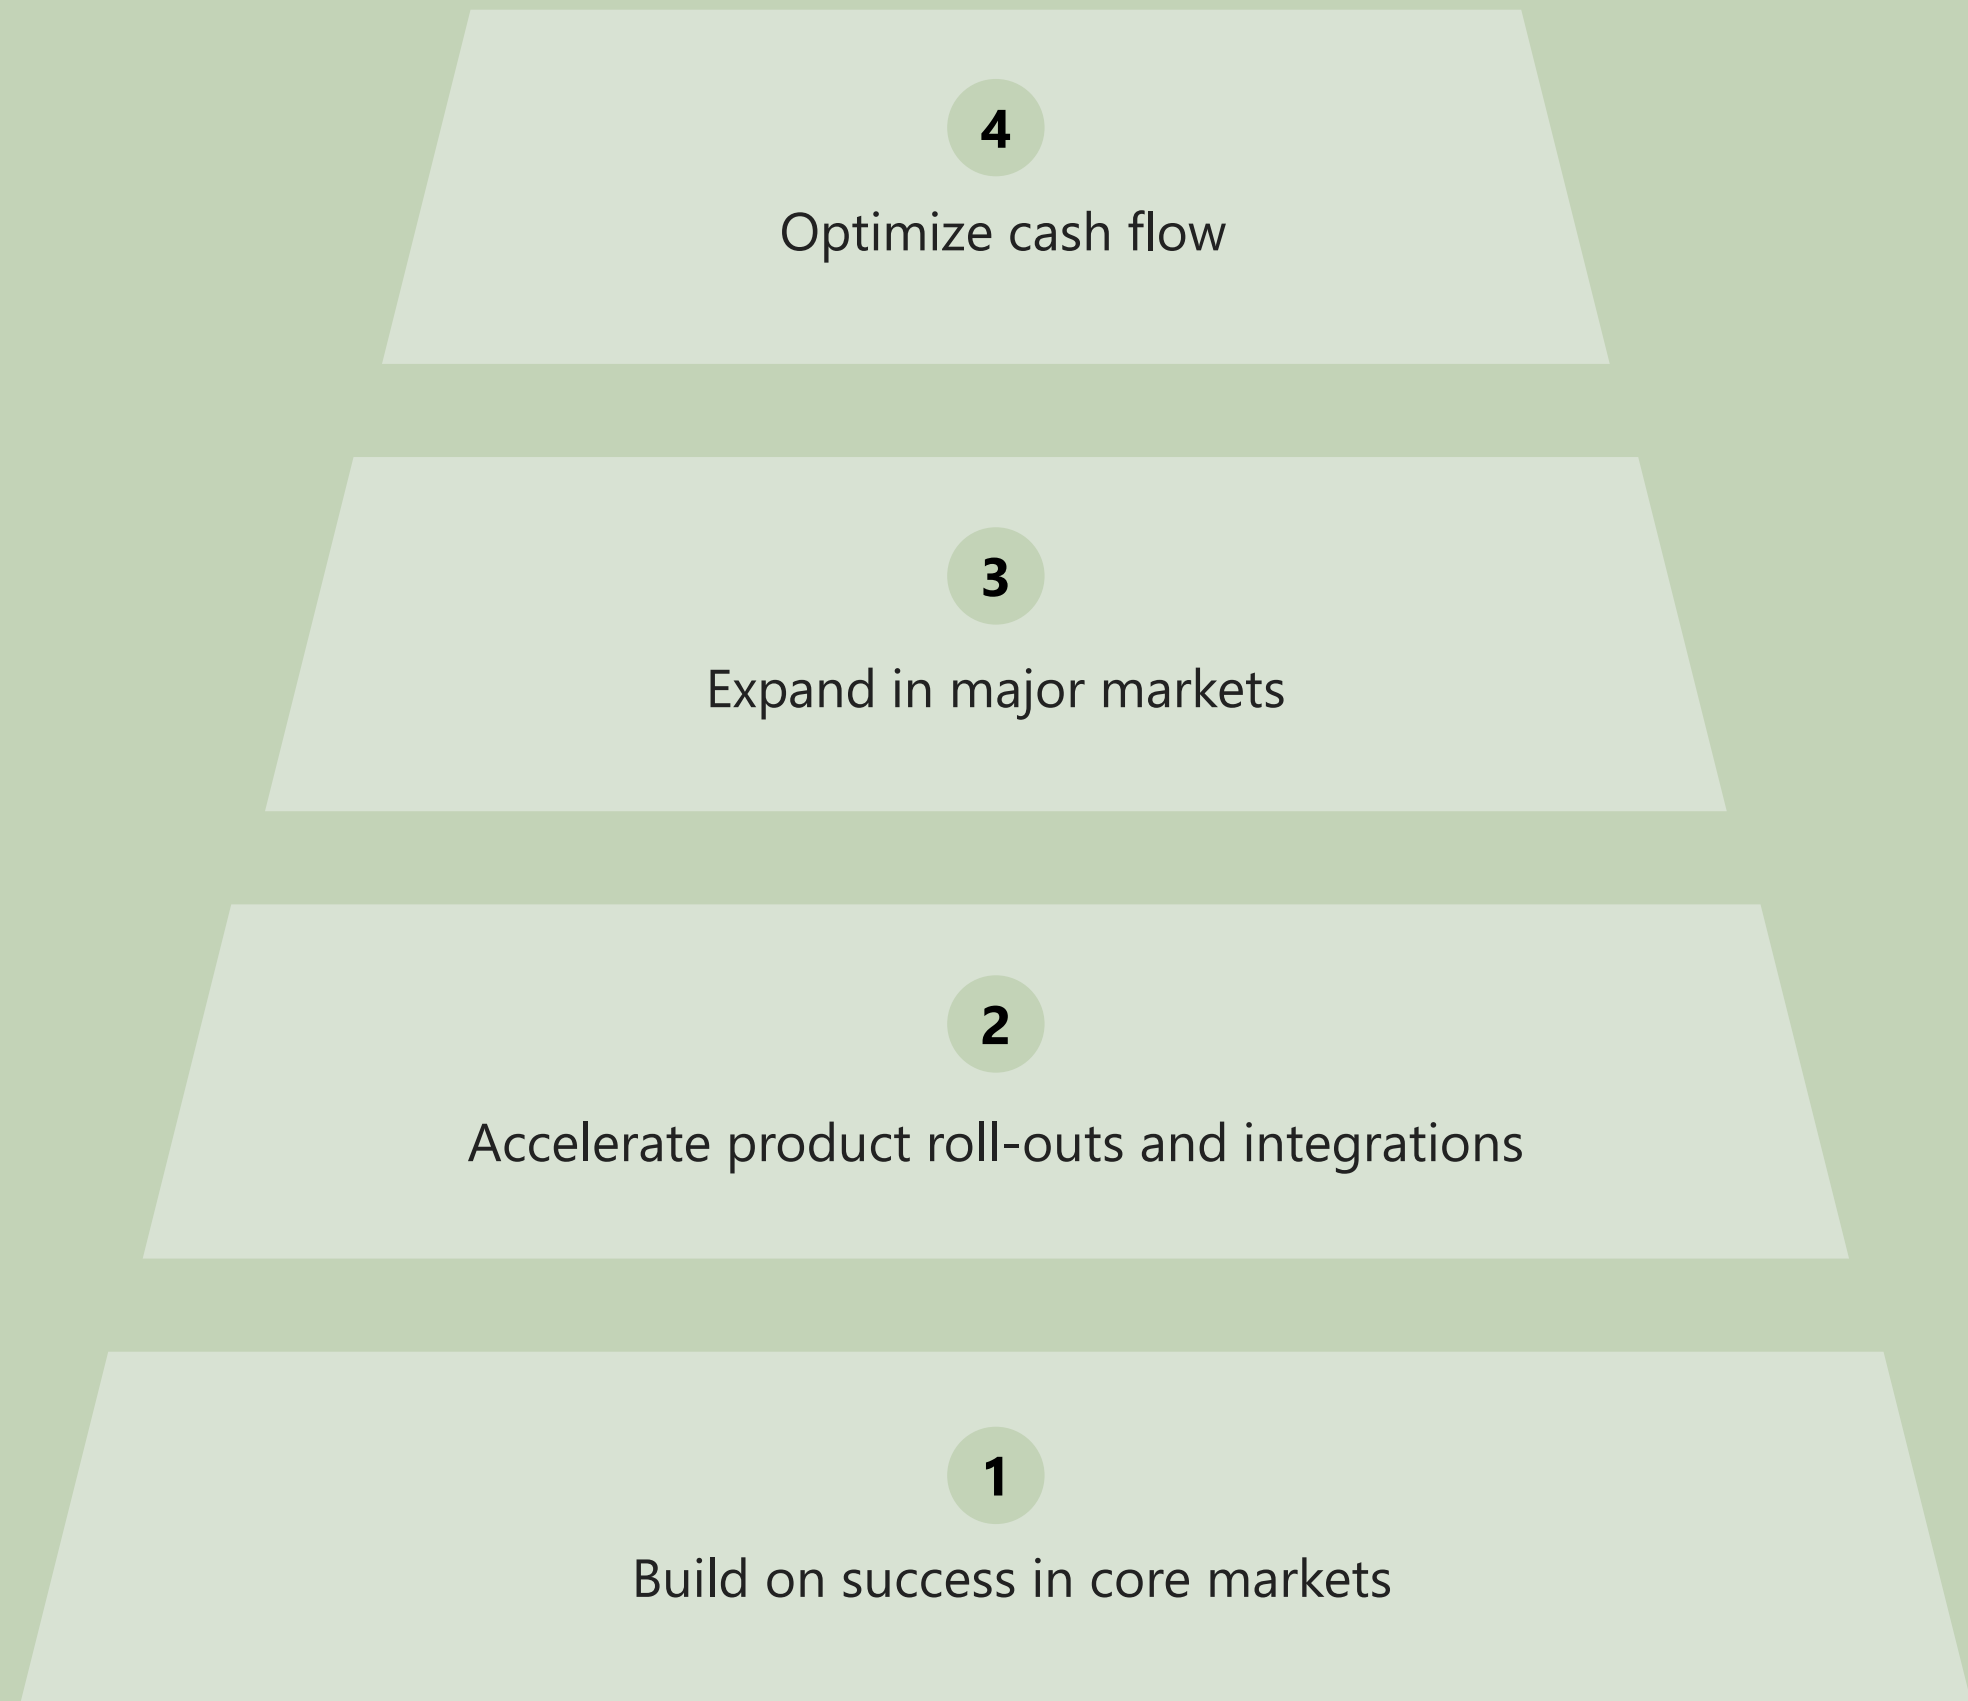 4
Optimize cash flow
3
Expand in major markets
2
Accelerate product roll-outs and integrations
1
Build on success in core markets